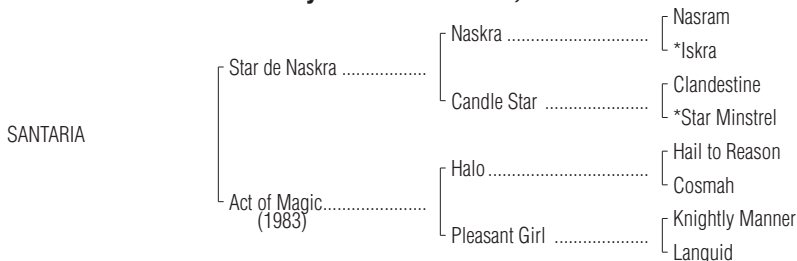 Nasram
Naskra ..................................
*Iskra
Star de Naskra ....................
Clandestine
Candle Star .........................
*Star Minstrel
SANTARIA
Hail to Reason
Halo......................................
Cosmah
Act of Magic.........................
(1983)
Knightly Manner
Pleasant Girl ......................
Languid